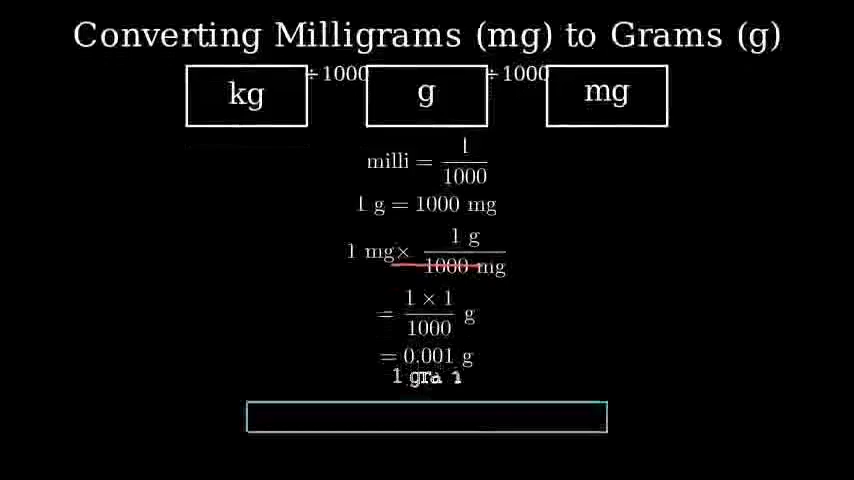 Converting Milligrams (mg) to Grams (g)
kg ÷1000 g ÷1000 mg
milli = 1/1000
1 g = 1000 mg
1 mg× 1 g/1000 mg
= 1 × 1/1000 g
= 0.001 g
1